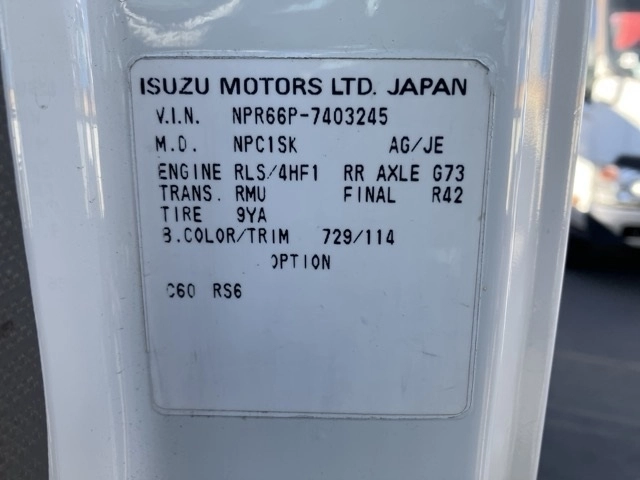 ISUZU MOTORS LTD. JAPAN
V.I.N. NPR66P-7403245
M.D. NPC1SK AG/JE
ENGINE RLS/4HF1 RR AXLE G73
TRANS. RMU FINAL R42
TIRE 9YA
B.COLOR/TRIM 729/114
OPTION
C60 RS6